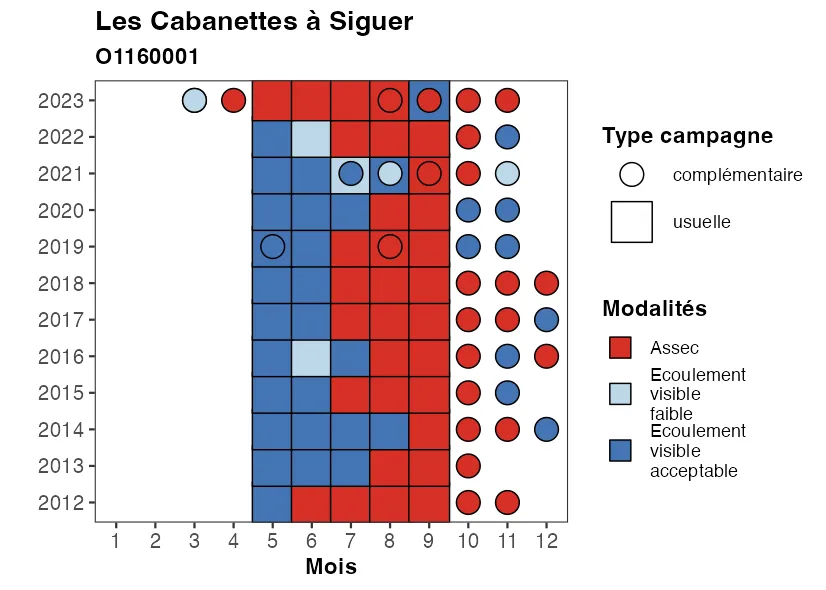 Les Cabanettes à Siguer
O1160001
2023
2022
2021
2020
2019
2018
2017
2016
2015
2014
2013
2012
1 2 3 4 5 6 7 8 9 10 11 12
Mois
Type campagne
complémentaire
usuelle
Modalités
Assec
Ecoulement
visible
faible
Ecoulement
visible
acceptable